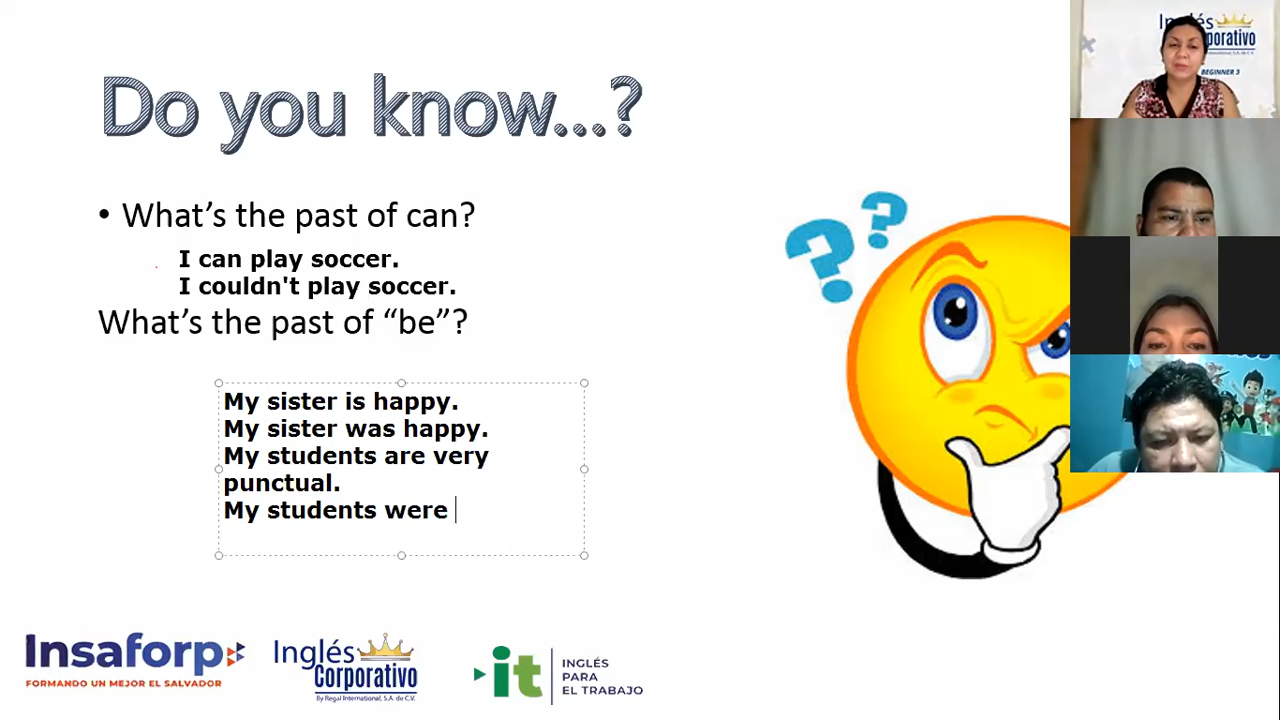 Do you know...?
• What's the past of can?
I can play soccer.
I couldn't play soccer.
What's the past of “be”?
My sister is happy.
My sister was happy.
My students are very
punctual.
My students were
Insaforp
FORMANDO UN MEJOR EL SALVADOR
Inglés
Corporativo
By Regal International, S.A. de C.V.
it
INGLÉS
PARA
EL TRABAJO
BEGINNER 3